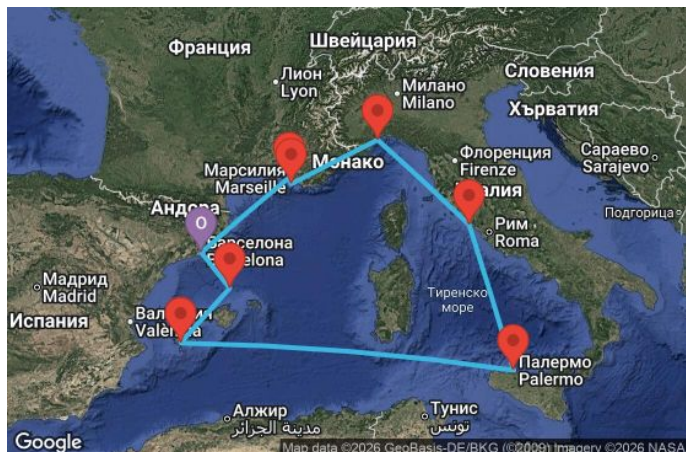 Франция
Швейцария
Лион
Lyon
Милано
Milano
Словения
Хърватия
Марсилия
Marseille
Монако
Флоренция
Firenze
Сараево
Sarajevo
Андора
Подгорица
Рим
Roma
O
Барселона
Мадрид
Madrid
Испания
València
Тиренско
море
Палермо
Palermo
Алжир
مدينة الجزائر
Тунис
تونس
Google
Map data ©2026 GeoBasis-DE/BKG (©2009) Imagery ©2026 NASA